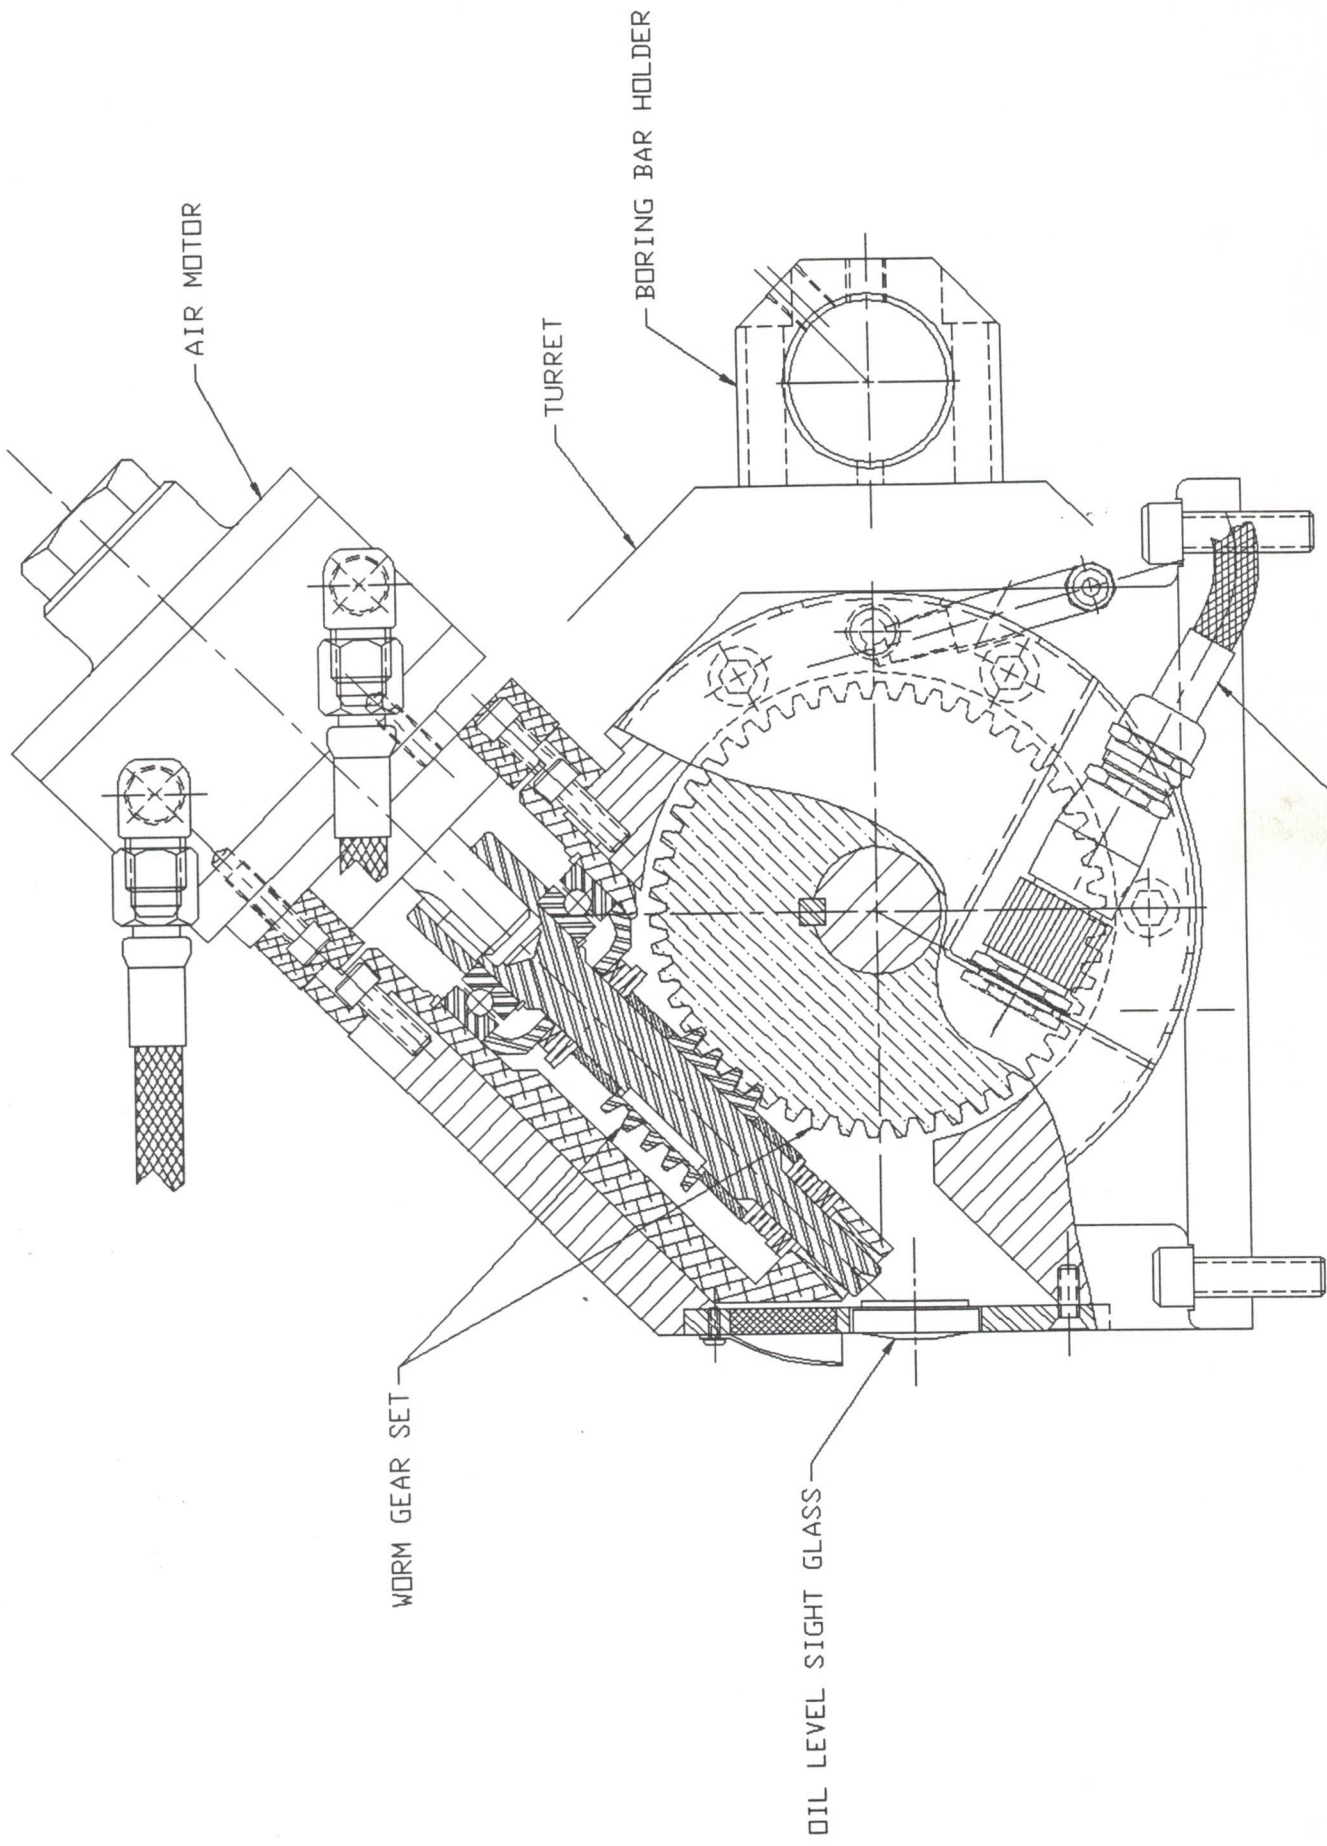 AIR MOTOR
BORING BAR HOLDER
TURRET
WORM GEAR SET
OIL LEVEL SIGHT GLASS